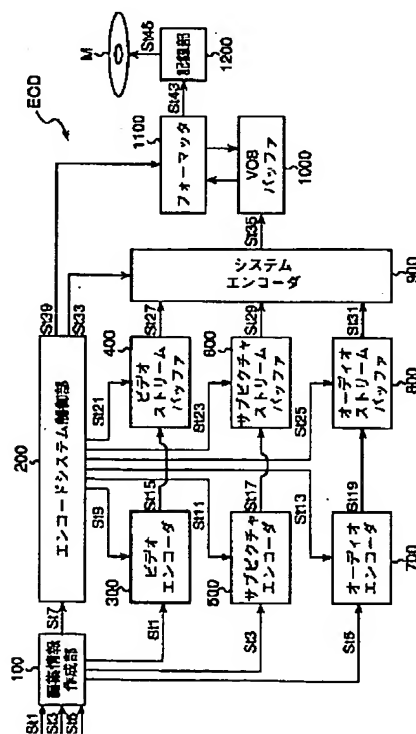 ECD
M
St45
記録部
1200
St43
1100
フォーマッタ
VOB
バッファ
1000
St39
St33
St35
200
エンコードシステム制御部
St7
100
編集情報
作成部
St1
St3
St5
St9
St21
St11
St23
St13
St25
300
ビデオ
エンコーダ
St15
400
ビデオ
ストリーム
バッファ
St27
St1
500
サブピクチャ
エンコーダ
St17
600
サブピクチャ
ストリーム
バッファ
St29
St3
700
オーディオ
エンコーダ
St19
800
オーディオ
ストリーム
バッファ
St31
St5
システム
エンコーダ
900